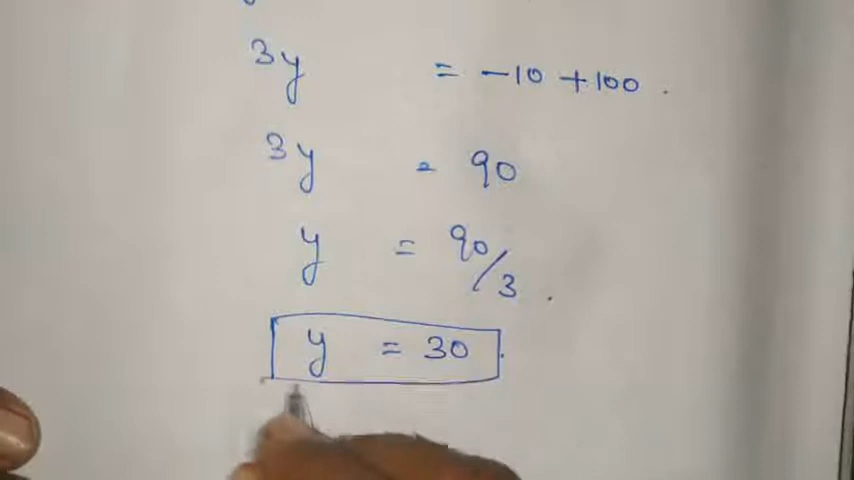 3y = -10 +100.
3y = 90
y = 90/3.
y = 30